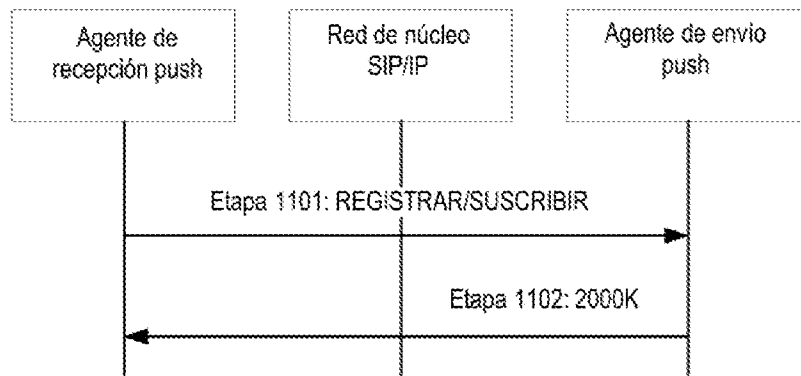 Agente de
recepción push
Red de núcleo
SIP/IP
Agente de envio
push
Etapa 1101: REGISTRAR/SUSCRIBIR
Etapa 1102: 2000K